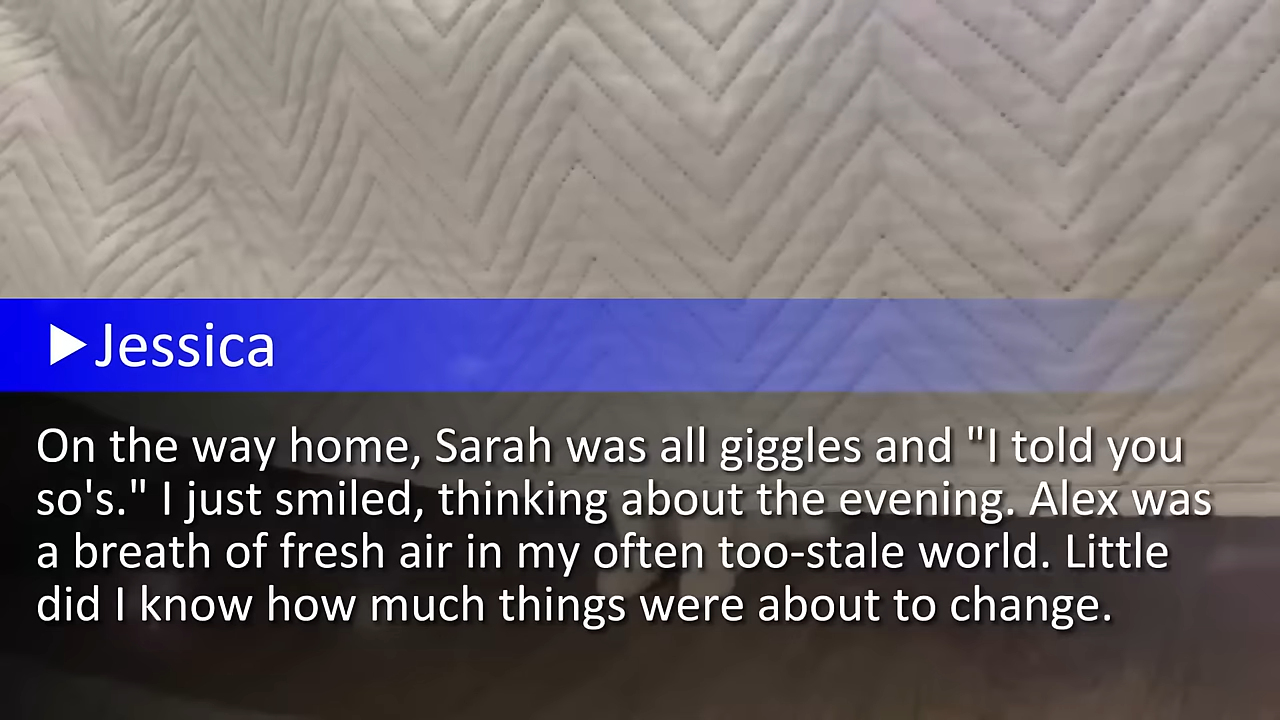 ▶Jessica
On the way home, Sarah was all giggles and "I told you
so's." I just smiled, thinking about the evening. Alex was
a breath of fresh air in my often too-stale world. Little
did I know how much things were about to change.